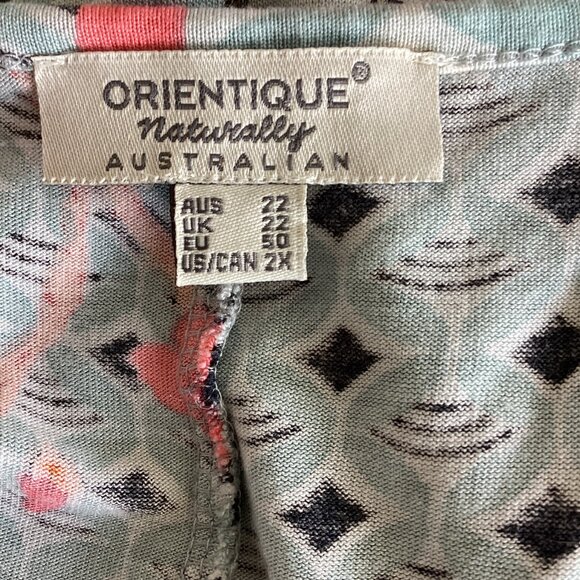 ORIENTIQUE®
Naturally
AUSTRALIAN
AUS 22
UK 22
EU 50
US/CAN 2X